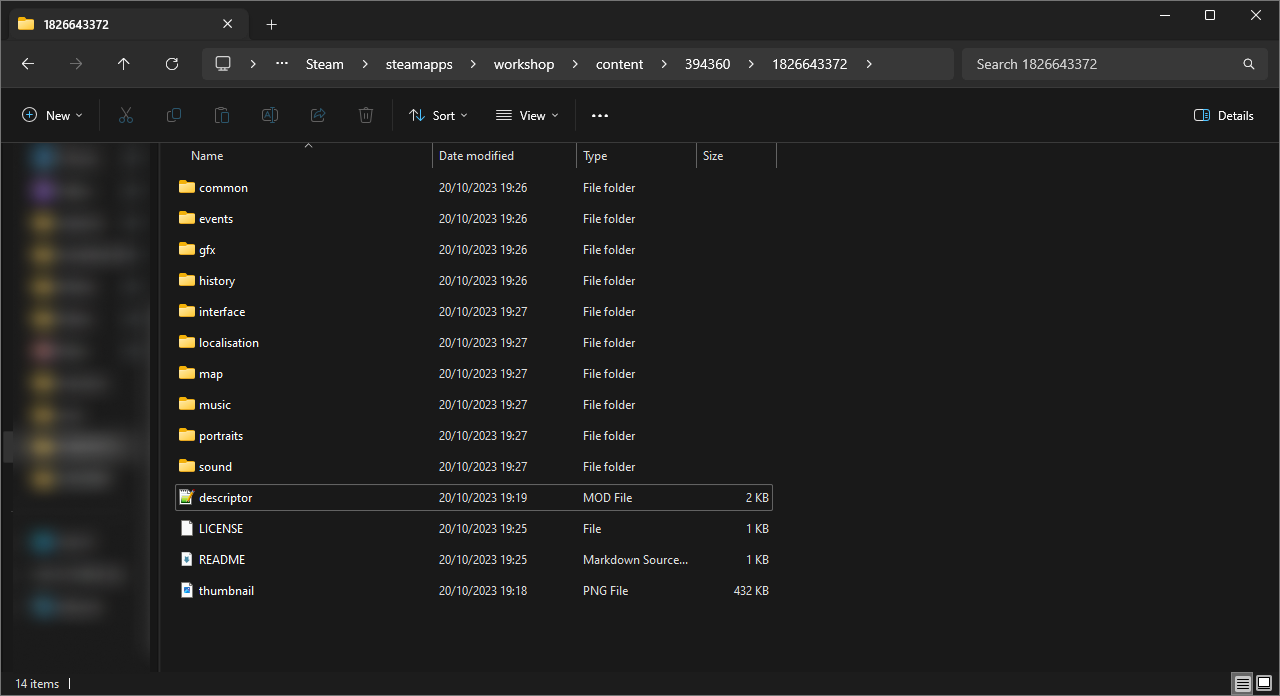 1826643372
Steam steamapps workshop content 394360 1826643372 Search 1826643372
New Sort View Details
Name Date modified Type Size
common 20/10/2023 19:26 File folder
events 20/10/2023 19:26 File folder
gfx 20/10/2023 19:26 File folder
history 20/10/2023 19:26 File folder
interface 20/10/2023 19:27 File folder
localisation 20/10/2023 19:27 File folder
map 20/10/2023 19:27 File folder
music 20/10/2023 19:27 File folder
portraits 20/10/2023 19:27 File folder
sound 20/10/2023 19:27 File folder
descriptor 20/10/2023 19:19 MOD File 2 KB
LICENSE 20/10/2023 19:25 File 1 KB
README 20/10/2023 19:25 Markdown Source... 1 KB
thumbnail 20/10/2023 19:18 PNG File 432 KB
14 items